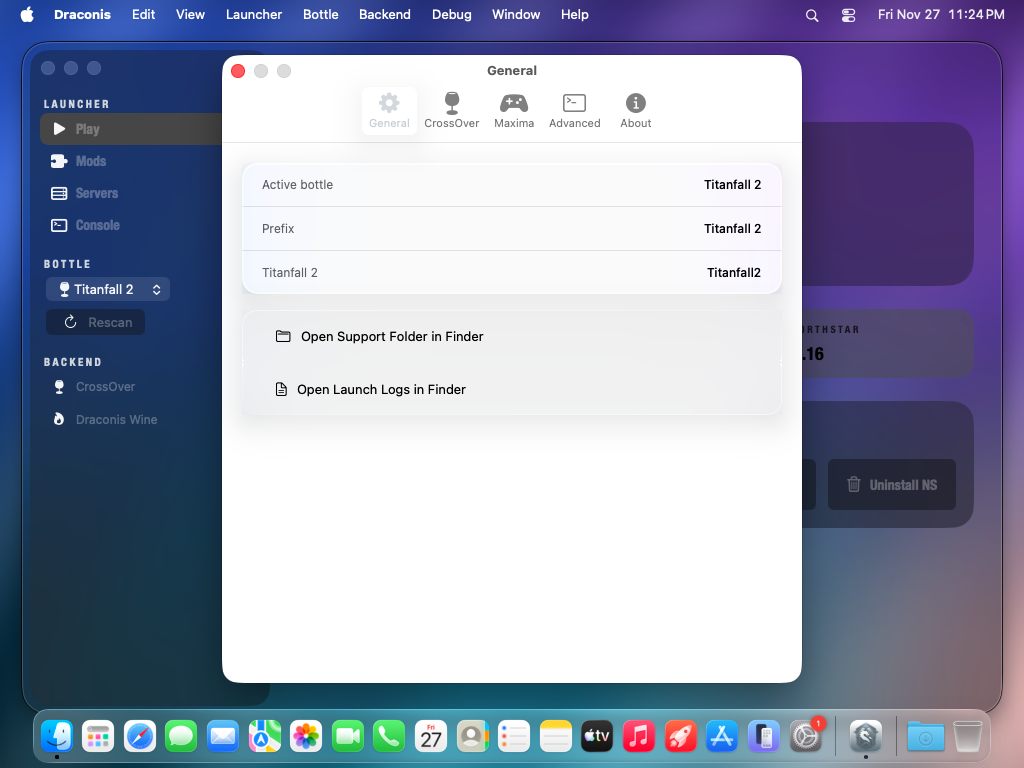 Draconis Edit View Launcher Bottle Backend Debug Window Help Fri Nov 27 11:24 PM
General
LAUNCHER
Play
Mods
Servers
Console
BOTTLE
Titanfall 2
Rescan
BACKEND
CrossOver
Draconis Wine
General CrossOver Maxima Advanced About
Active bottle Titanfall 2
Prefix Titanfall 2
Titanfall 2 Titanfall2
Open Support Folder in Finder
Open Launch Logs in Finder
.16
Uninstall NS
Fri
27
tv
1